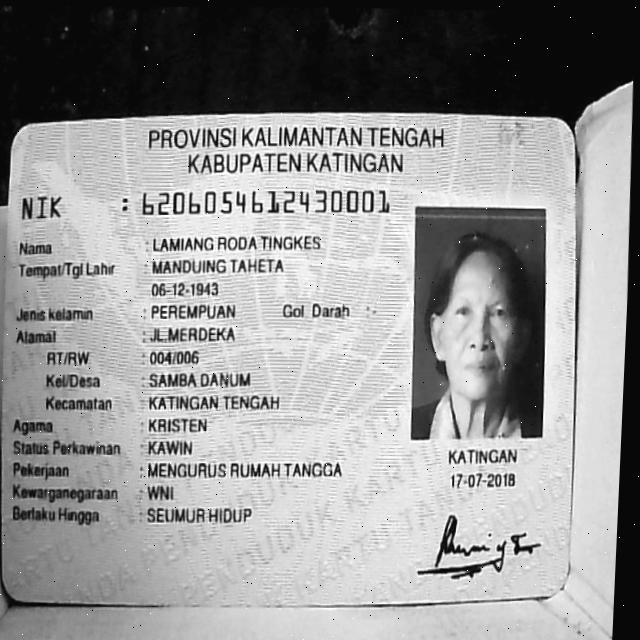 PROVINSI KALIMANTAN TENGAH
KABUPATEN KATINGAN
NIK : 6206054612430001
Nama : LAMIANG RODA TINGKES
Tempat/Tgl Lahir : MANDUING TAHETA
06-12-1943
Jenis kelamin : PEREMPUAN Gol. Darah :-
Alamat : JL.MERDEKA
RT/RW : 004/006
Kel/Desa : SAMBA DANUM
Kecamatan : KATINGAN TENGAH
Agama : KRISTEN
Status Perkawinan : KAWIN
Pekerjaan : MENGURUS RUMAH TANGGA
Kewarganegaraan : WNI
Berlaku Hingga : SEUMUR HIDUP
KATINGAN
17-07-2018